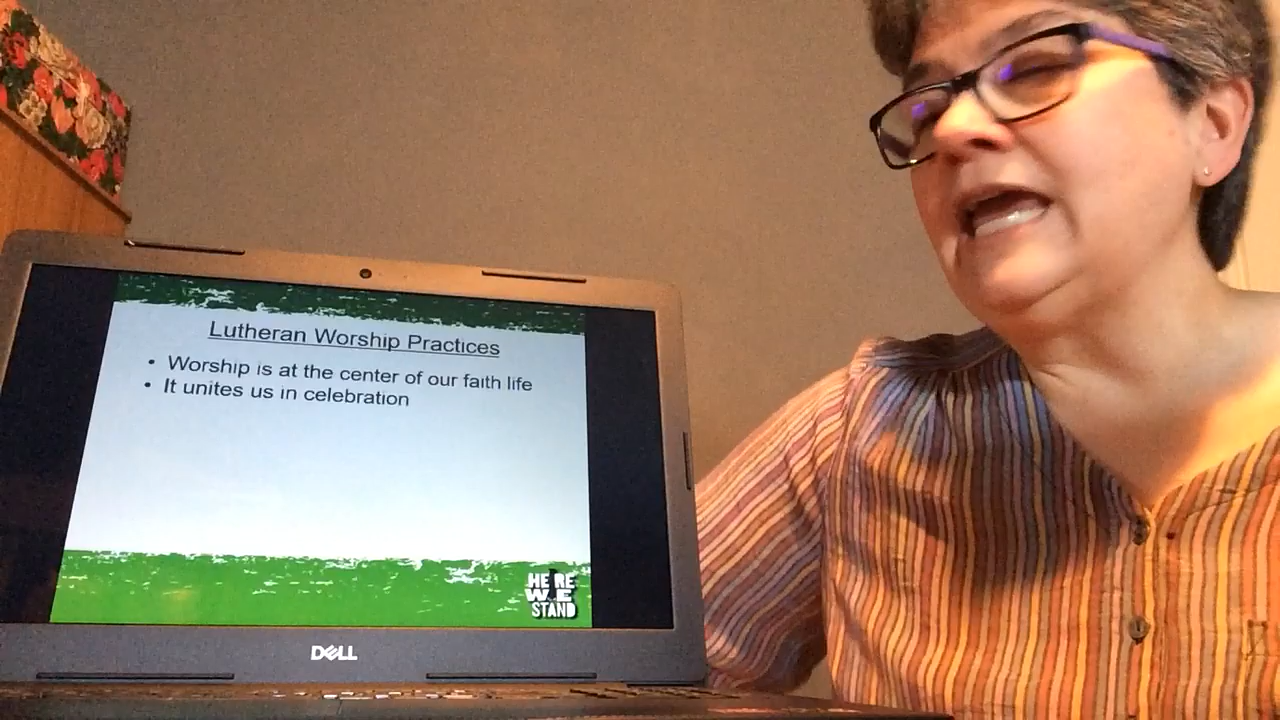 Lutheran Worship Practices
• Worship is at the center of our faith life
• It unites us in celebration
HERE
WE
STAND
DELL